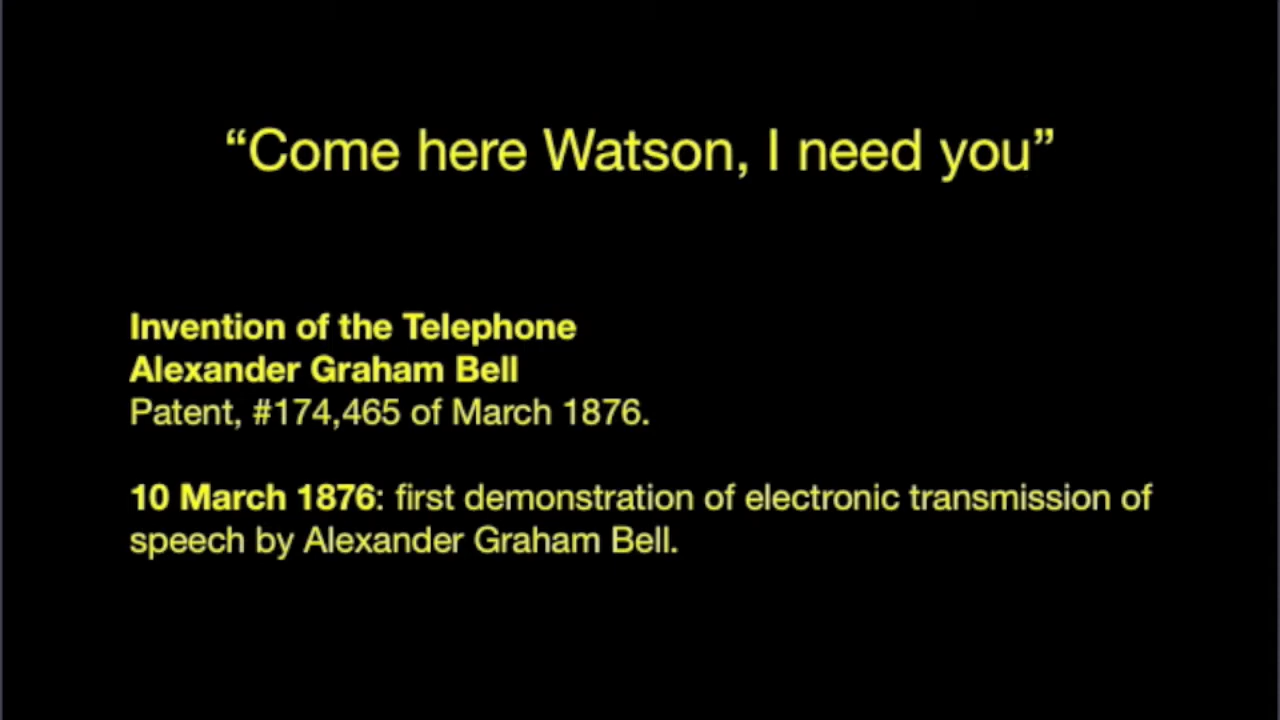 “Come here Watson, I need you”
Invention of the Telephone
Alexander Graham Bell
Patent, #174,465 of March 1876.
10 March 1876: first demonstration of electronic transmission of
speech by Alexander Graham Bell.